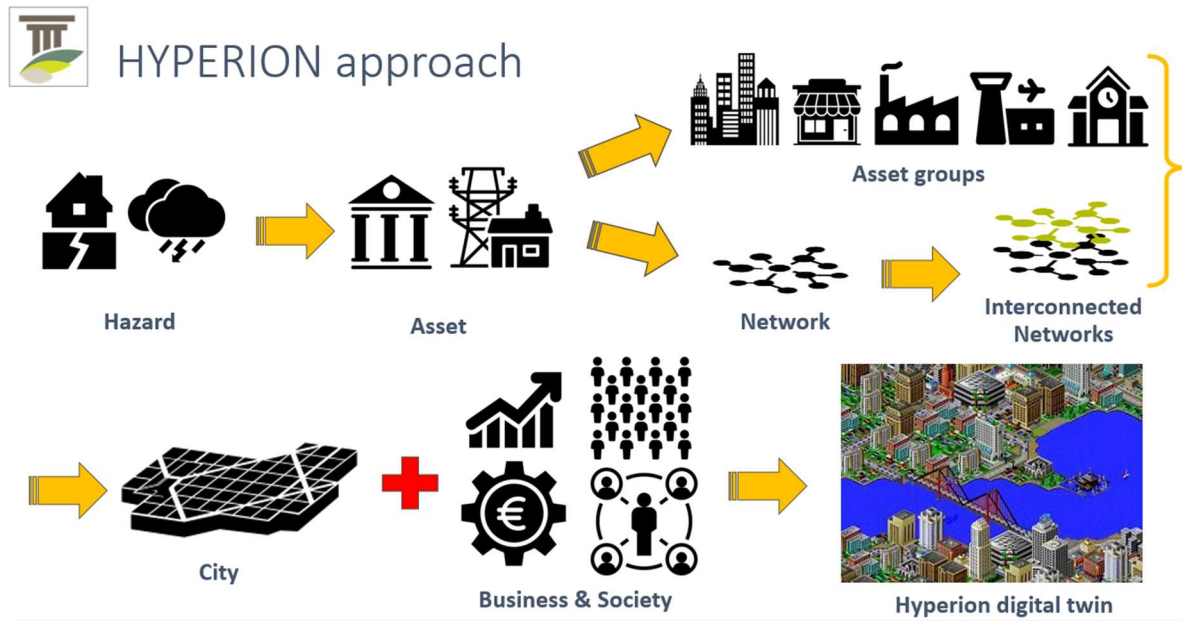 HYPERION approach
Asset groups
Hazard
Asset
Network
Interconnected
Networks
€
City
Business & Society
Hyperion digital twin